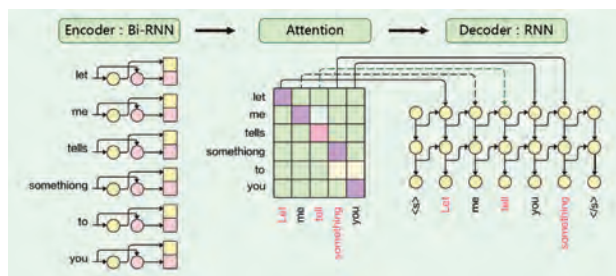 Encoder : Bi-RNN
Attention
Decoder : RNN
let
me
tells
somethiong
to
you
let
me
tells
somethiong
to
you
Let
me
tell
something
you
<s>
Let
me
tell
you
something
</s>